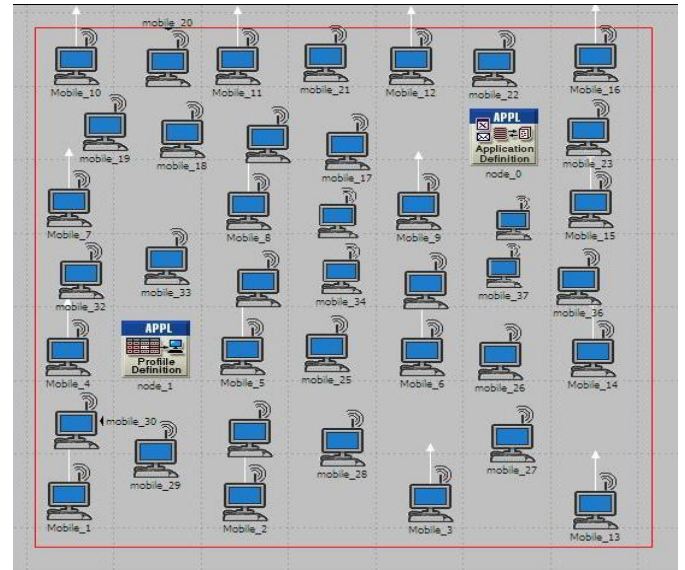 mobile_20
Mobile_10
Mobile_11
mobile_21
Mobile_12
mobile_22
Mobile_16
APPL
Application
Definition
node_0
mobile_19
mobile_18
mobile_17
mobile_23
Mobile_7
Mobile_8
Mobile_9
Mobile_15
mobile_32
mobile_33
mobile_34
mobile_37
mobile_36
APPL
Profile
Definition
node_1
Mobile_4
Mobile_5
mobile_25
Mobile_6
mobile_26
Mobile_14
mobile_30
mobile_29
mobile_28
mobile_27
Mobile_1
Mobile_2
Mobile_3
Mobile_13